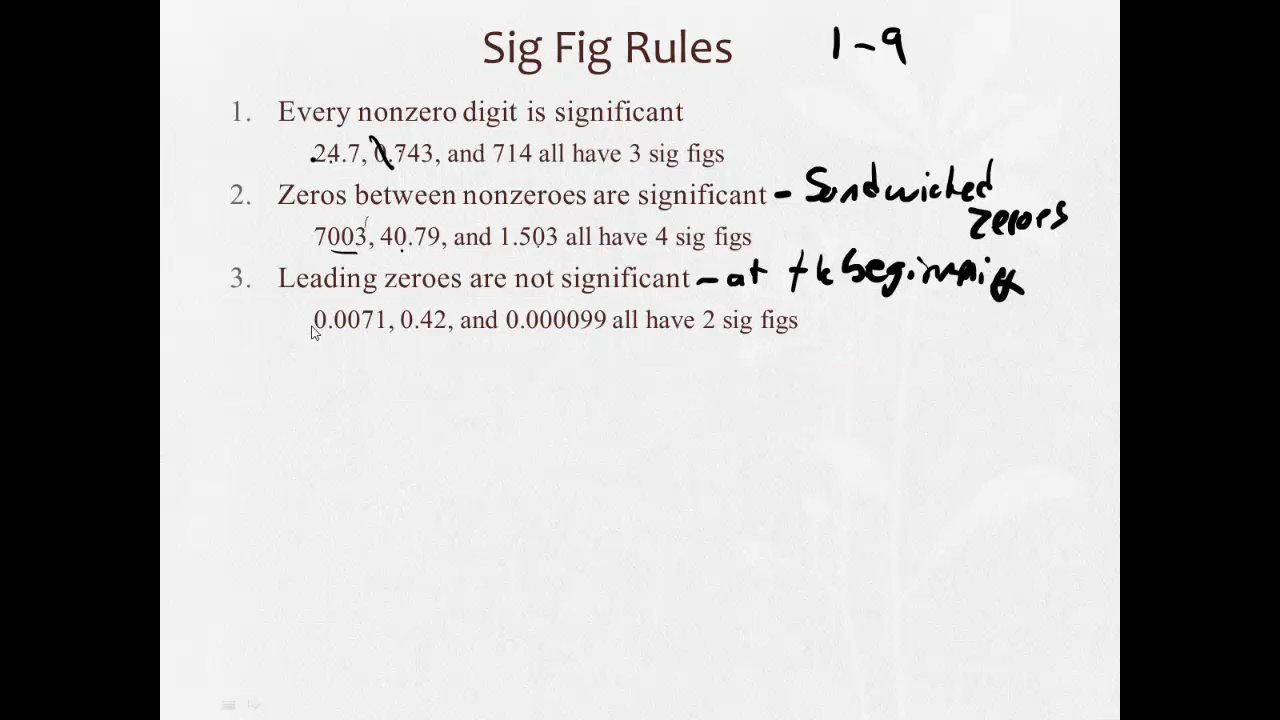 Sig Fig Rules 1-9
1. Every nonzero digit is significant
24.7, 0.743, and 714 all have 3 sig figs
2. Zeros between nonzeroes are significant - Sandwiched
zerors
7003, 40.79, and 1.503 all have 4 sig figs
3. Leading zeroes are not significant - at the beginning
0.0071, 0.42, and 0.000099 all have 2 sig figs